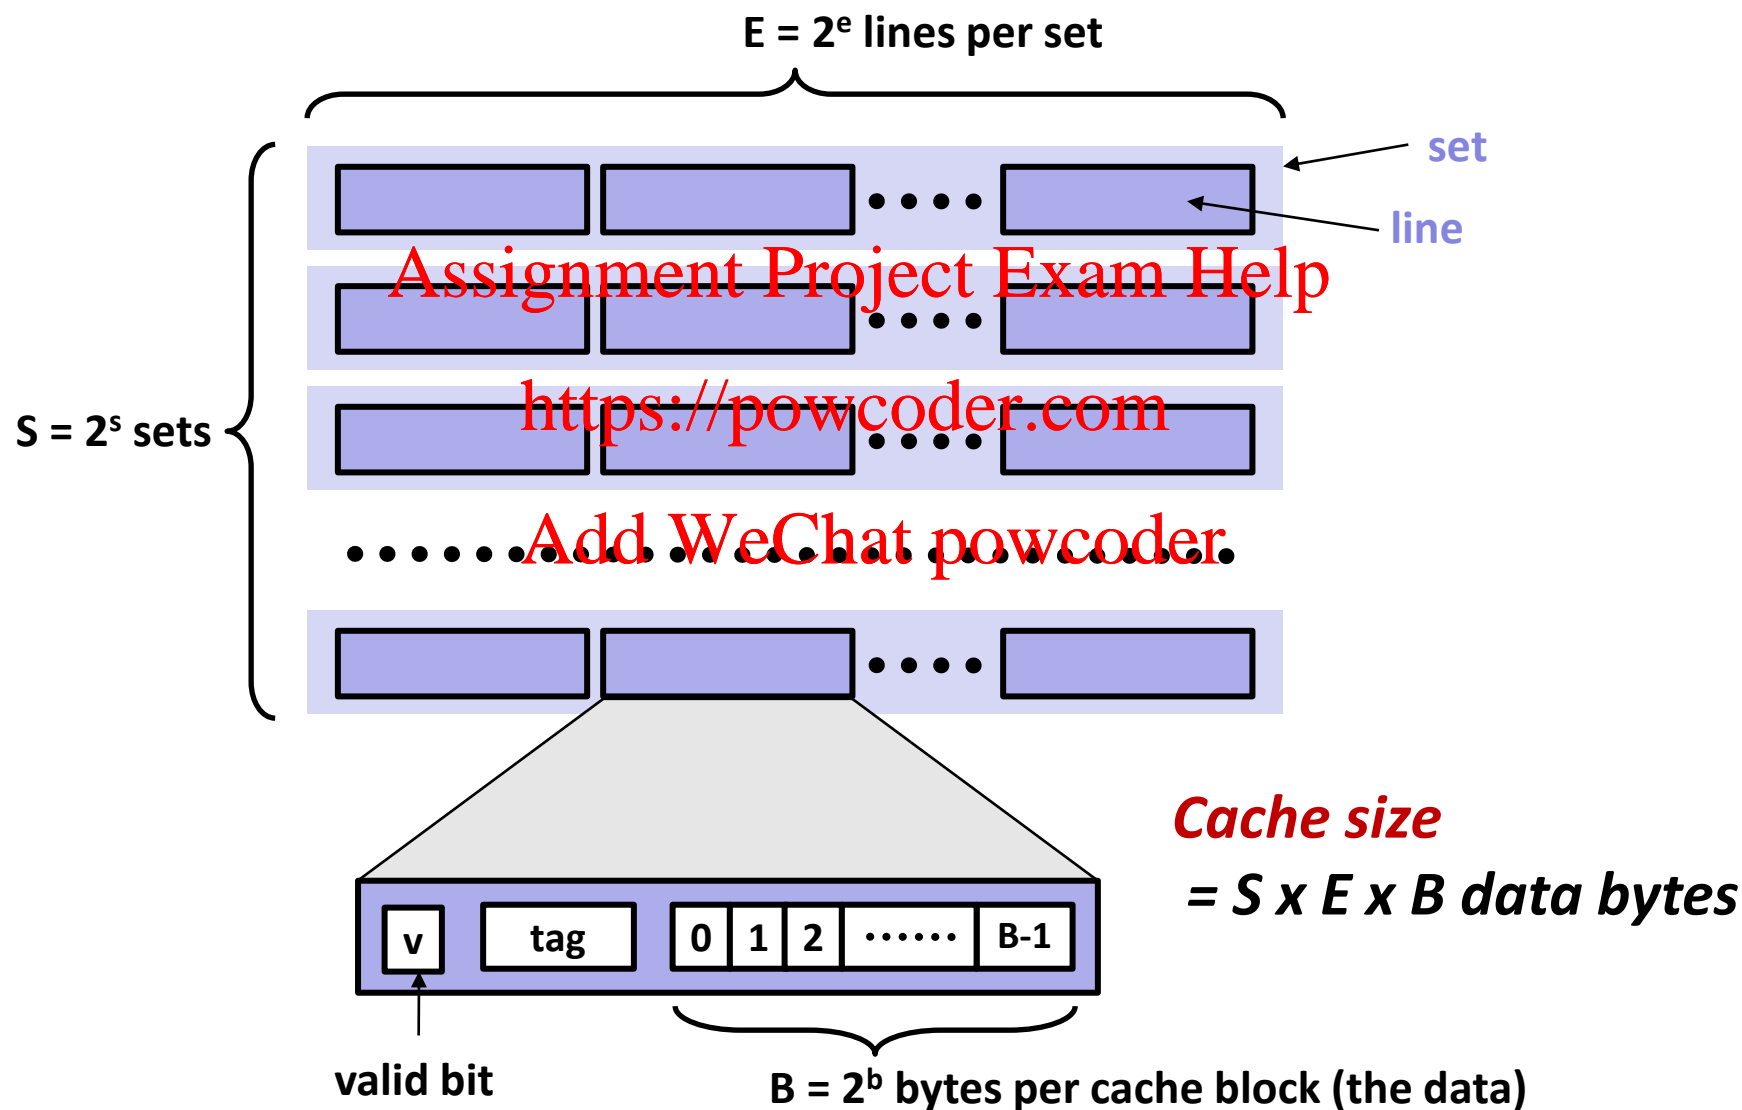 E = 2ᵉ lines per set
set
line
Assignment Project Exam Help
https://powcoder.com
S = 2ˢ sets
Add WeChat powcoder
Cache size
= S x E x B data bytes
v
tag
0 1 2 ...... B-1
valid bit
B = 2ᵇ bytes per cache block (the data)